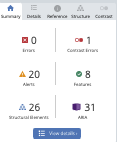 Summary Details Reference Structure Contrast
0 1
Errors Contrast Errors
20 8
Alerts Features
26 31
Structural Elements ARIA
View details ›